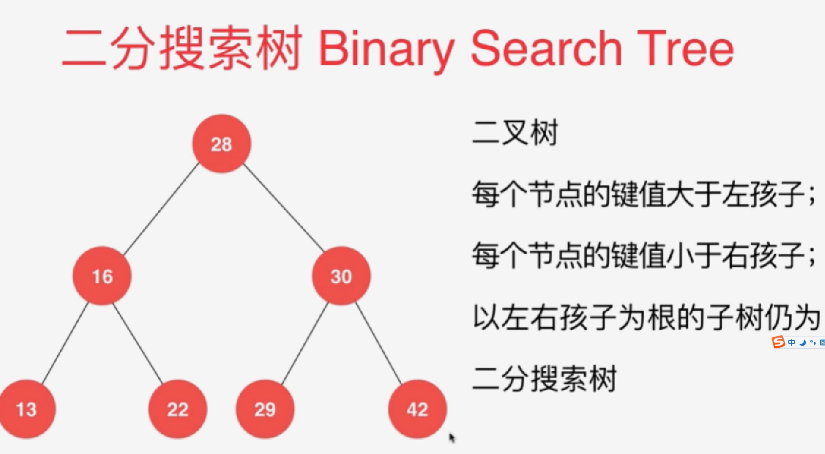 二分搜索树 Binary Search Tree
28
二叉树
每个节点的键值大于左孩子；
16
30
每个节点的键值小于右孩子；
以左右孩子为根的子树仍为
中
13
22
29
42
二分搜索树